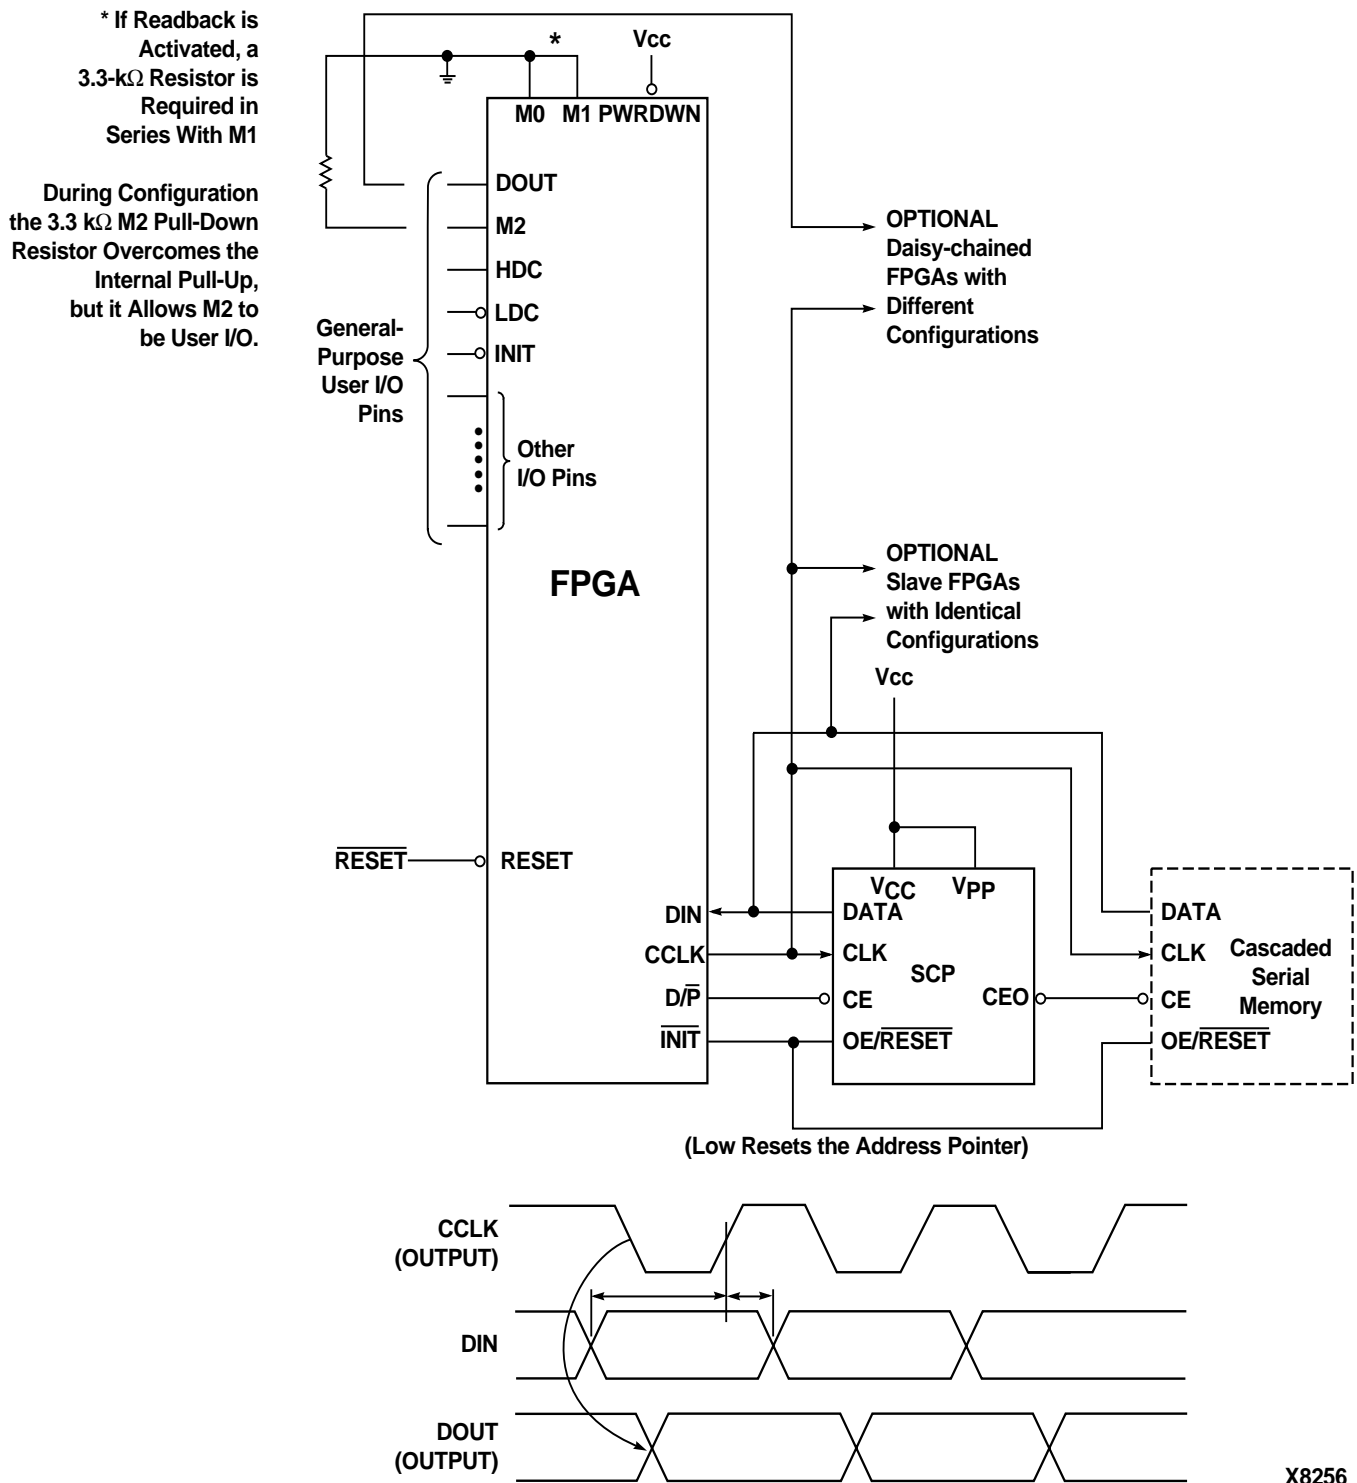 * If Readback is
Activated, a
3.3-kΩ Resistor is
Required in
Series With M1
During Configuration
the 3.3 kΩ M2 Pull-Down
Resistor Overcomes the
Internal Pull-Up,
but it Allows M2 to
be User I/O.
*
Vcc
M0 M1 PWRDWN
DOUT
M2
HDC
LDC
INIT
General-
Purpose
User I/O
Pins
Other
I/O Pins
FPGA
OPTIONAL
Daisy-chained
FPGAs with
Different
Configurations
OPTIONAL
Slave FPGAs
with Identical
Configurations
Vcc
RESET
RESET
DIN
CCLK
D/P
INIT
VCC VPP
DATA
CLK
SCP
CE
CEO
OE/RESET
DATA
CLK
Cascaded
Serial
Memory
CE
OE/RESET
(Low Resets the Address Pointer)
CCLK
(OUTPUT)
DIN
DOUT
(OUTPUT)
X8256